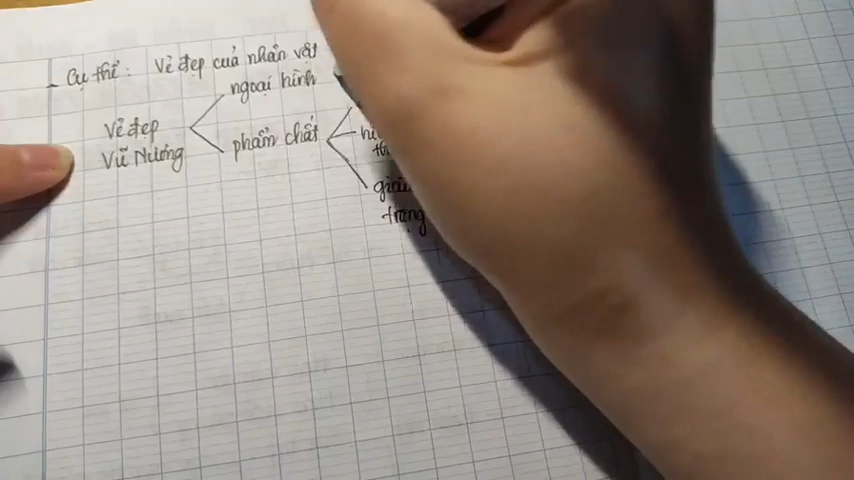 Cụ thể: Vẻ đẹp của nhân vật
ngoại hình
Vẻ đẹp
Vũ Nương
phẩm chất